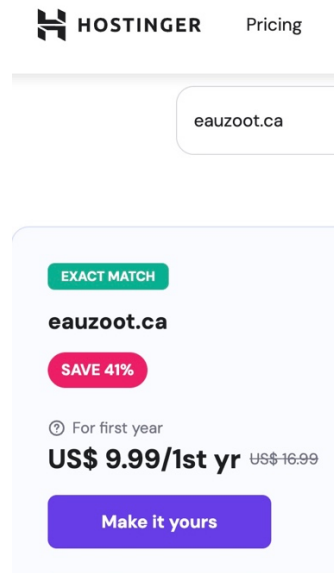 HOSTINGER Pricing
eauzoot.ca
EXACT MATCH
eauzoot.ca
SAVE 41%
For first year
US$ 9.99/1st yr US$ 16.99
Make it yours